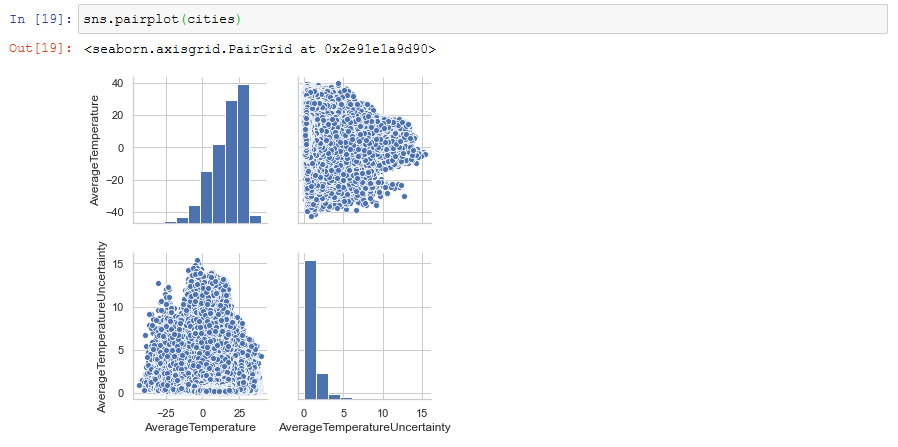 In [19]: sns.pairplot(cities)
Out[19]: <seaborn.axisgrid.PairGrid at 0x2e91e1a9d90>
AverageTemperature
40
20
0
−20
−40
AverageTemperatureUncertainty
15
10
5
0
−25 0 25
AverageTemperature
0 5 10 15
AverageTemperatureUncertainty